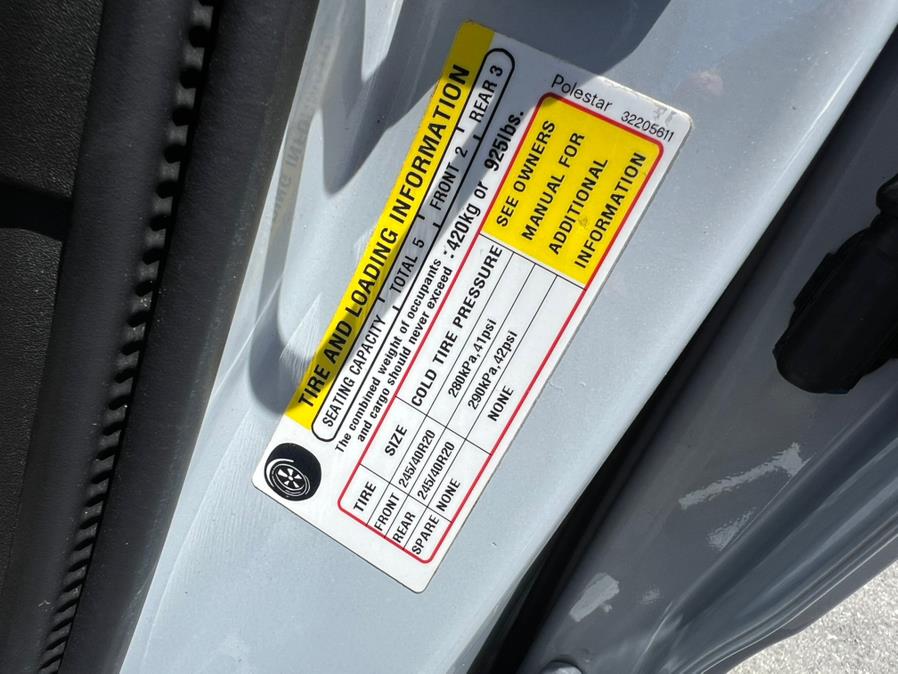 TIRE AND LOADING INFORMATION
SEATING CAPACITY | TOTAL 5 | FRONT 2 | REAR 3
The combined weight of occupants
and cargo should never exceed : 420kg or 925lbs.
Polestar 32205611
TIRE SIZE COLD TIRE PRESSURE
FRONT 245/40R20 280kPa,41psi
REAR 245/40R20 290kPa,42psi
SPARE NONE NONE
SEE OWNERS
MANUAL FOR
ADDITIONAL
INFORMATION